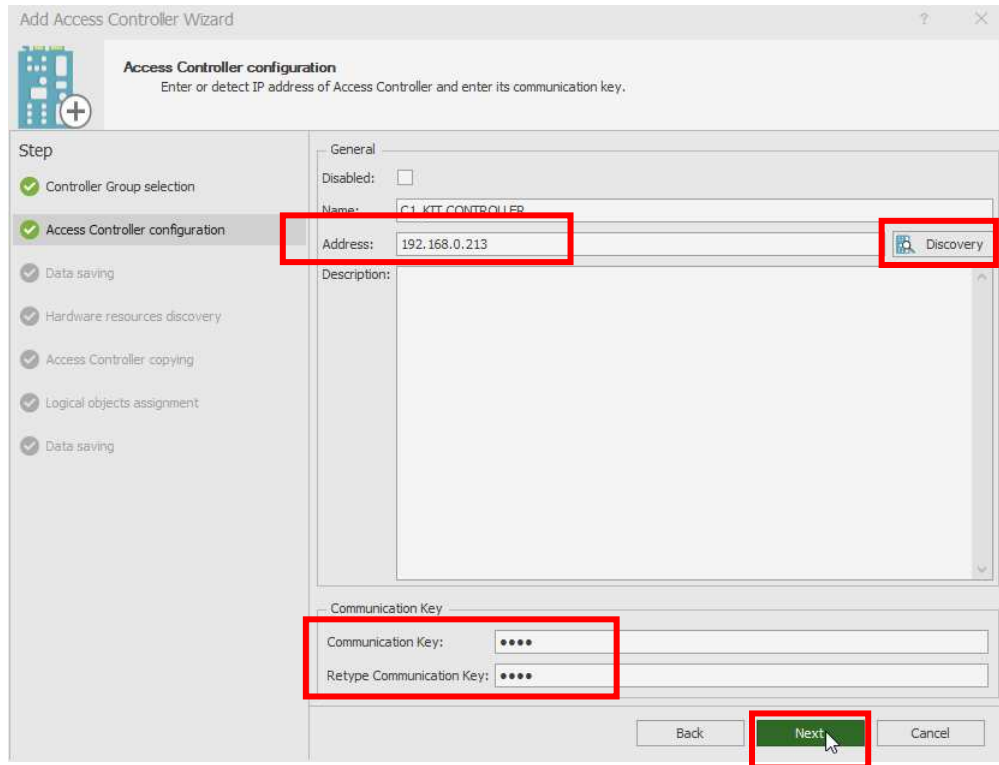 Add Access Controller Wizard ?
Access Controller configuration
Enter or detect IP address of Access Controller and enter its communication key.
Step
Controller Group selection
Access Controller configuration
Data saving
Hardware resources discovery
Access Controller copying
Logical objects assignment
Data saving
General
Disabled:
Name: C1_KTT CONTROLLER
Address: 192.168.0.213 Discovery
Description:
Communication Key
Communication Key: ••••
Retype Communication Key: ••••
Back Next Cancel